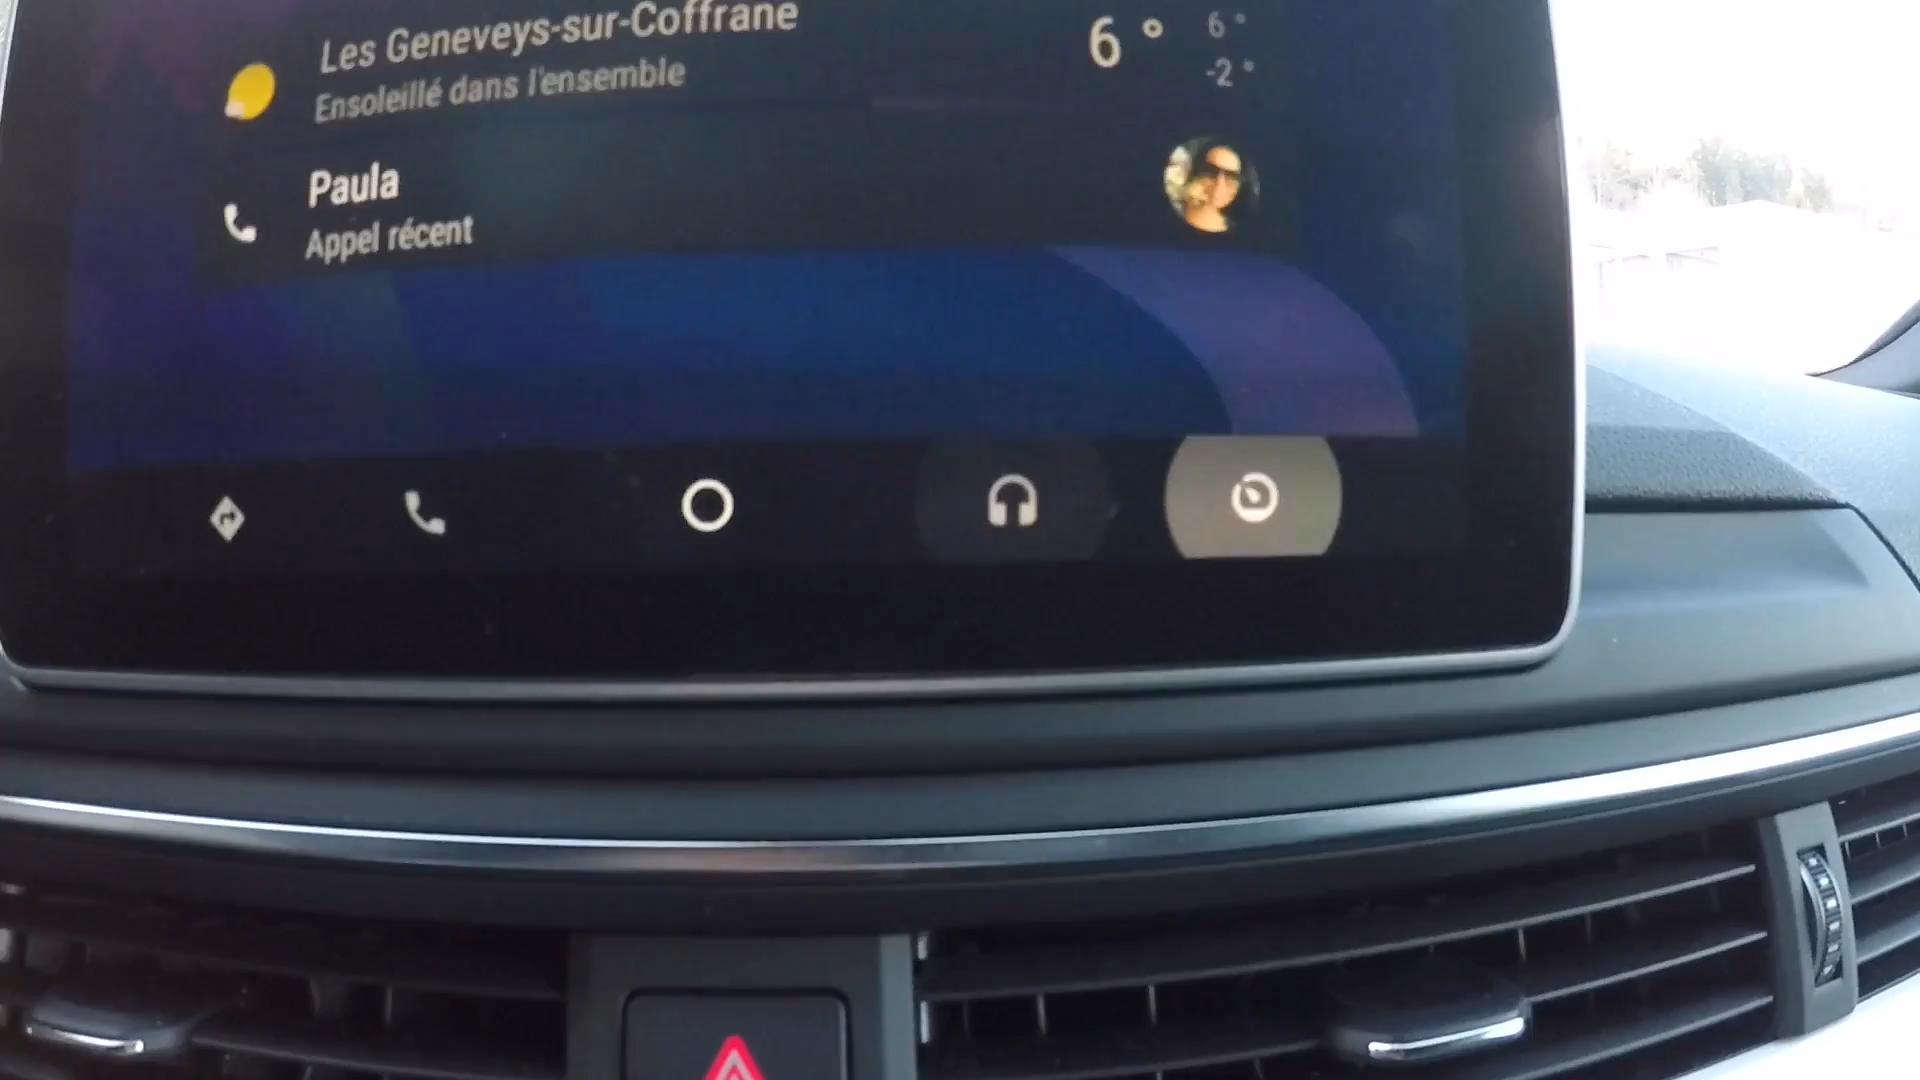 Les Geneveys-sur-Coffrane
Ensoleillé dans l'ensemble
6 °
6 °
-2 °
Paula
Appel récent